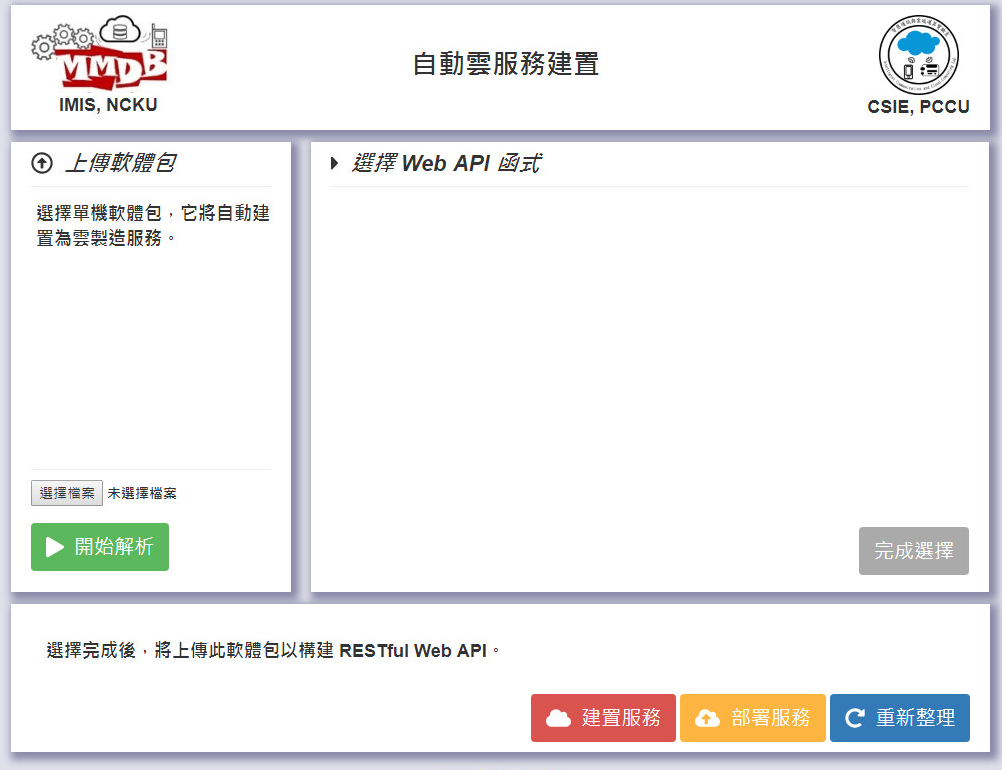 MMDB
IMIS, NCKU
自動雲服務建置
CSIE, PCCU
上傳軟體包
選擇單機軟體包，它將自動建
置為雲製造服務。
選擇檔案 未選擇檔案
開始解析
選擇 Web API 函式
完成選擇
選擇完成後，將上傳此軟體包以構建 RESTful Web API。
建置服務
部署服務
重新整理